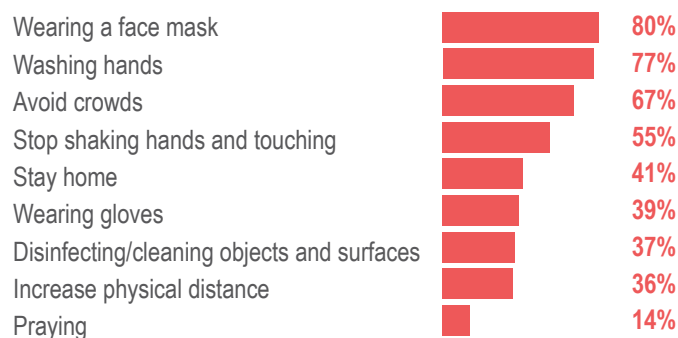 Wearing a face mask 80%
Washing hands 77%
Avoid crowds 67%
Stop shaking hands and touching 55%
Stay home 41%
Wearing gloves 39%
Disinfecting/cleaning objects and surfaces 37%
Increase physical distance 36%
Praying 14%